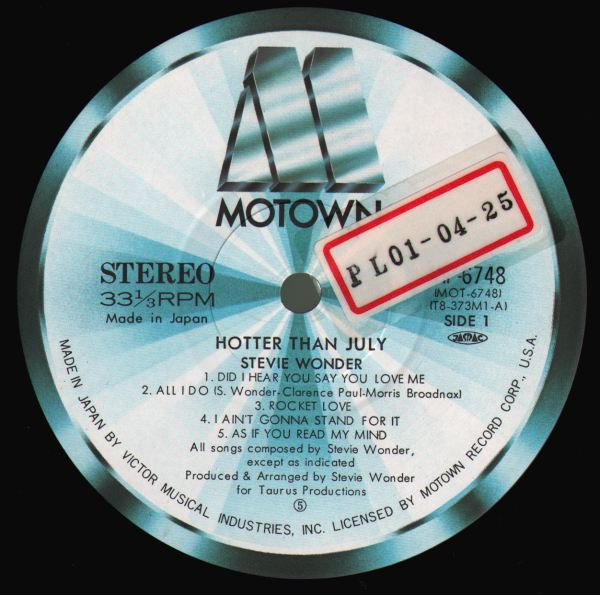 MOTOWN
PL01-04-25
STEREO
33⅓RPM
Made in Japan
-6748
(MOT-6748)
(T8-373M1-A)
SIDE 1
JASRAC
HOTTER THAN JULY
STEVIE WONDER
1. DID I HEAR YOU SAY YOU LOVE ME
2. ALL I DO (S. Wonder-Clarence Paul-Morris Broadnax)
3. ROCKET LOVE
4. I AIN'T GONNA STAND FOR IT
5. AS IF YOU READ MY MIND
All songs composed by Stevie Wonder,
except as indicated
Produced & Arranged by Stevie Wonder
for Taurus Productions
⑤
MADE IN JAPAN BY VICTOR MUSICAL INDUSTRIES, INC. LICENSED BY MOTOWN RECORD CORP., U.S.A.